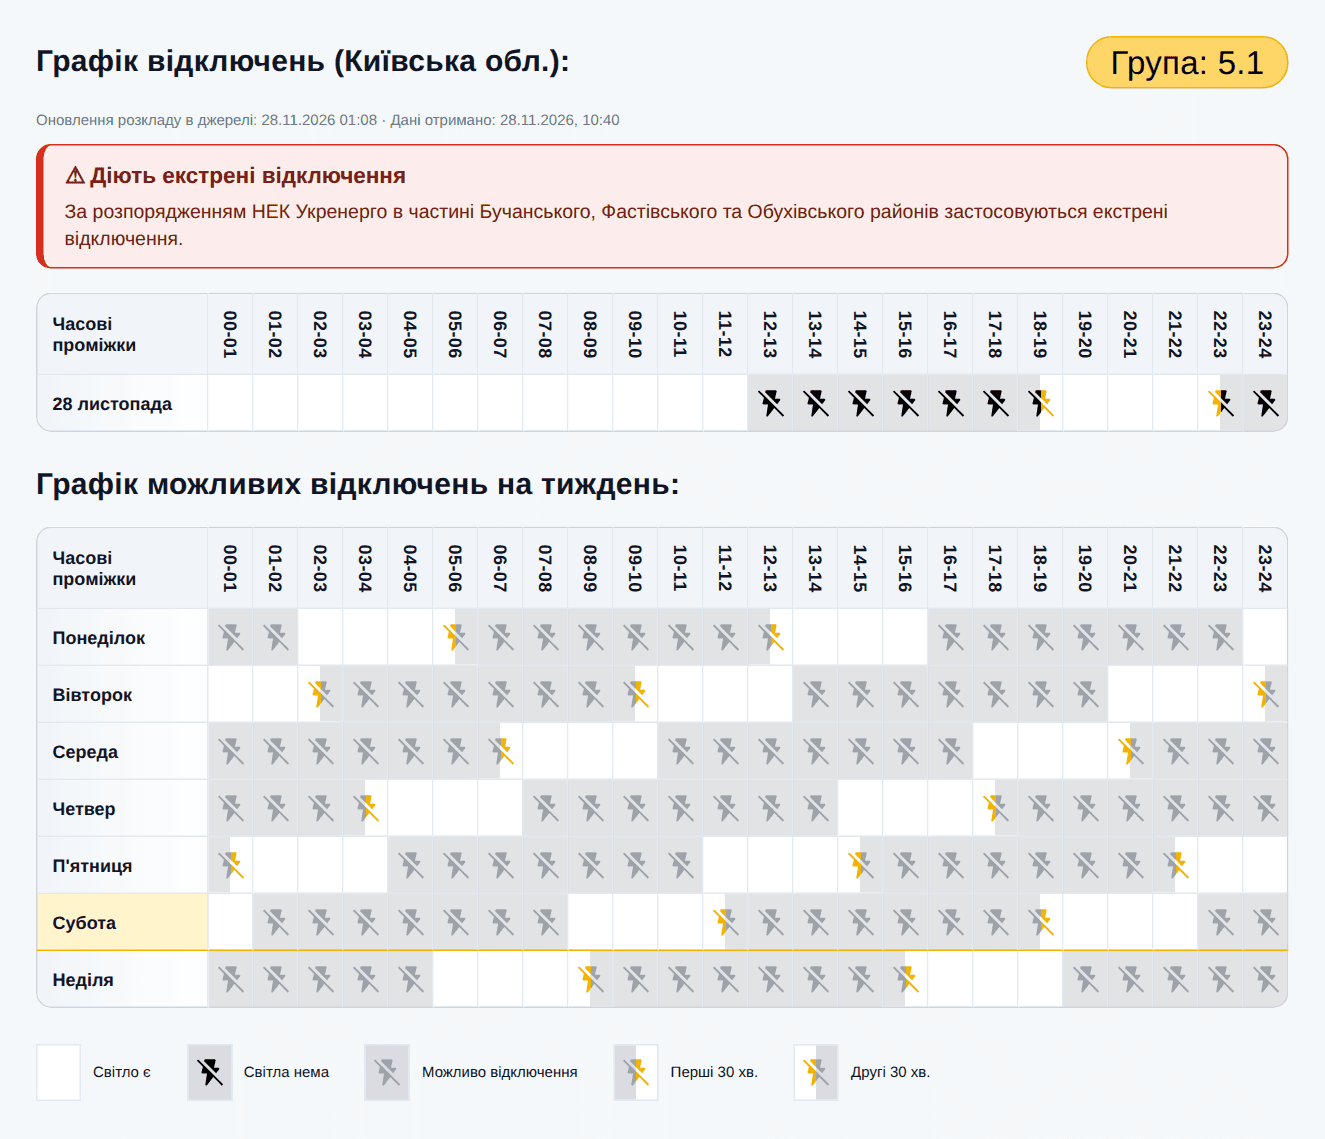 Графік відключень (Київська обл.):
Група: 5.1
Оновлення розкладу в джерелі: 28.11.2026 01:08 · Дані отримано: 28.11.2026, 10:40
⚠ Діють екстрені відключення
За розпорядженням НЕК Укренерго в частині Бучанського, Фастівського та Обухівського районів застосовуються екстрені
відключення.
Часові
проміжки
00-01 01-02 02-03 03-04 04-05 05-06 06-07 07-08 08-09 09-10 10-11 11-12 12-13 13-14 14-15 15-16 16-17 17-18 18-19 19-20 20-21 21-22 22-23 23-24
28 листопада
Графік можливих відключень на тиждень:
Часові
проміжки
00-01 01-02 02-03 03-04 04-05 05-06 06-07 07-08 08-09 09-10 10-11 11-12 12-13 13-14 14-15 15-16 16-17 17-18 18-19 19-20 20-21 21-22 22-23 23-24
Понеділок
Вівторок
Середа
Четвер
П'ятниця
Субота
Неділя
Світло є
Світла нема
Можливо відключення
Перші 30 хв.
Другі 30 хв.